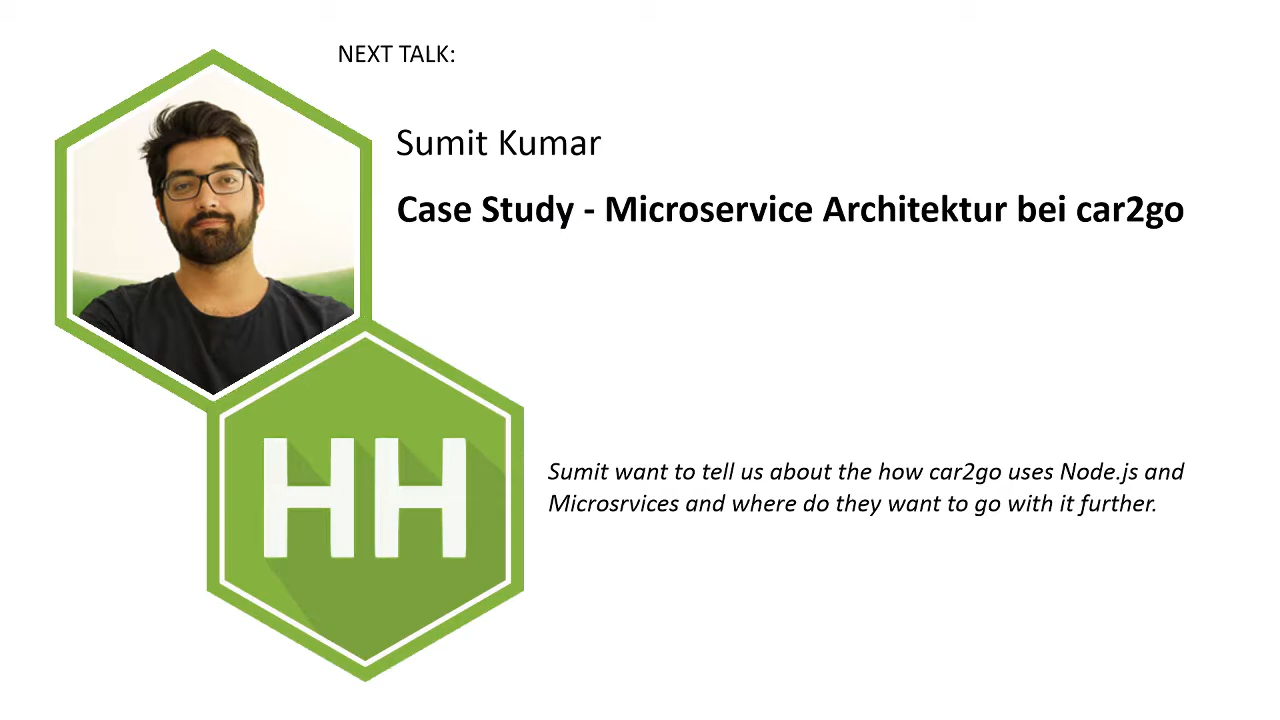 NEXT TALK:
Sumit Kumar
Case Study - Microservice Architektur bei car2go
HH
Sumit want to tell us about the how car2go uses Node.js and
Microsrvices and where do they want to go with it further.